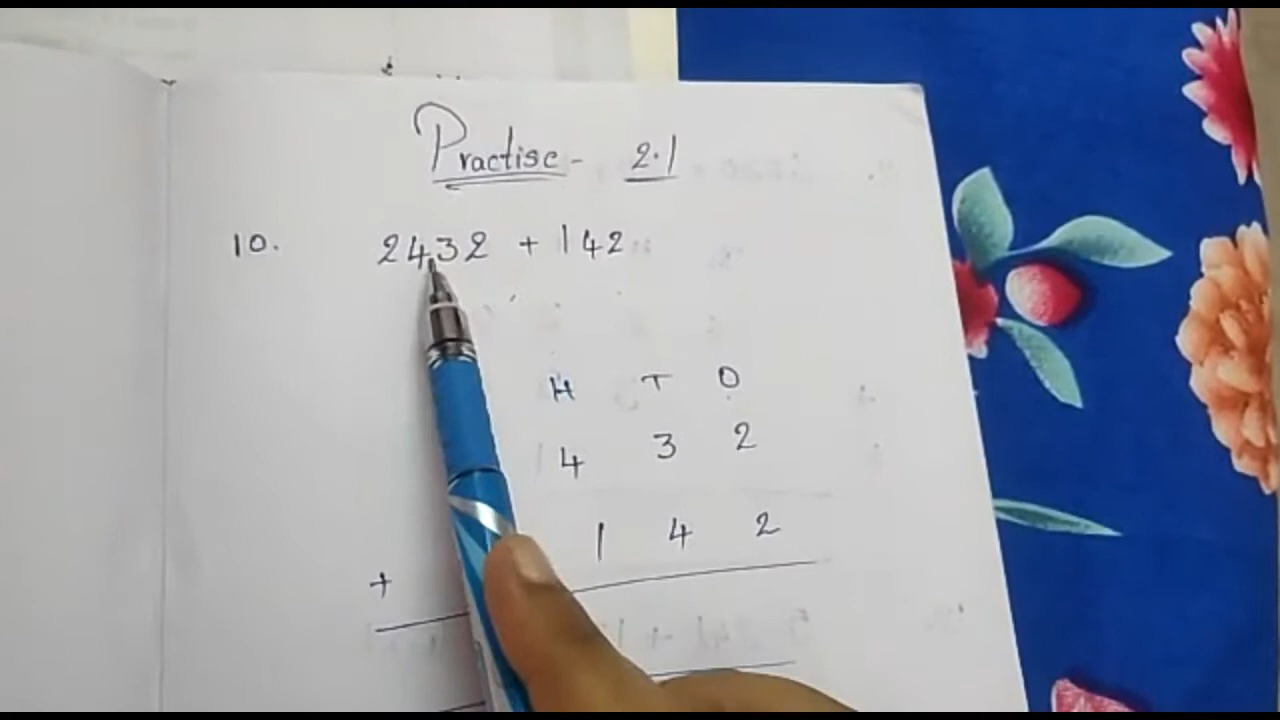 Practise - 2.1
10. 2432 + 142
H T O
4 3 2
1 4 2
+